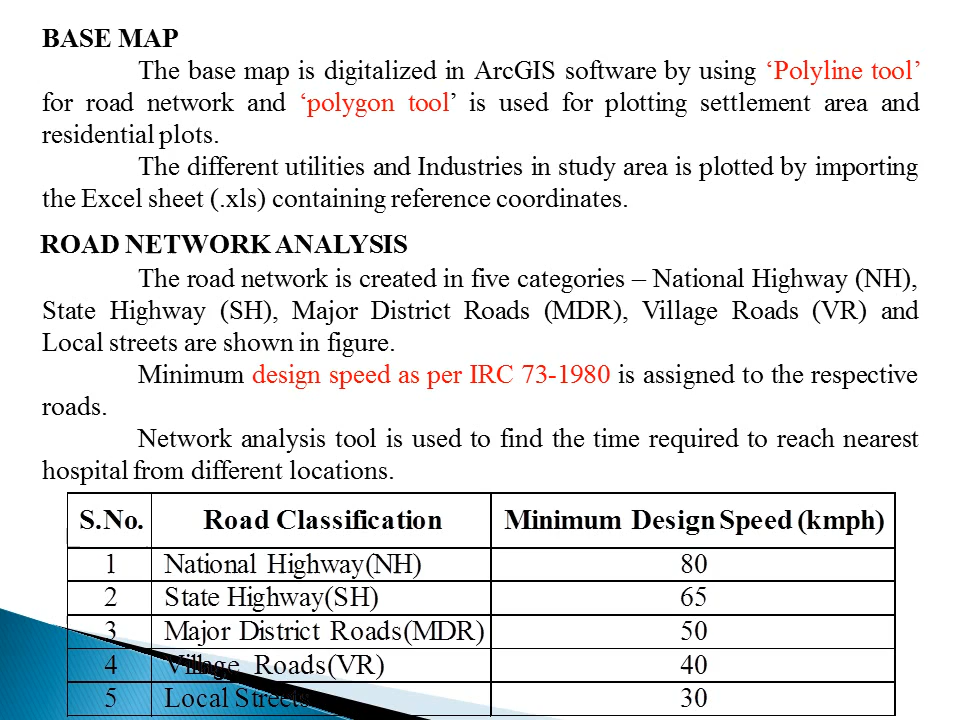 BASE MAP
The base map is digitalized in ArcGIS software by using ‘Polyline tool’
for road network and ‘polygon tool’ is used for plotting settlement area and
residential plots.
The different utilities and Industries in study area is plotted by importing
the Excel sheet (.xls) containing reference coordinates.
ROAD NETWORK ANALYSIS
The road network is created in five categories – National Highway (NH),
State Highway (SH), Major District Roads (MDR), Village Roads (VR) and
Local streets are shown in figure.
Minimum design speed as per IRC 73-1980 is assigned to the respective
roads.
Network analysis tool is used to find the time required to reach nearest
hospital from different locations.
S.No. Road Classification Minimum Design Speed (kmph)
1 National Highway(NH) 80
2 State Highway(SH) 65
3 Major District Roads(MDR) 50
4 Village Roads(VR) 40
5 Local Streets 30